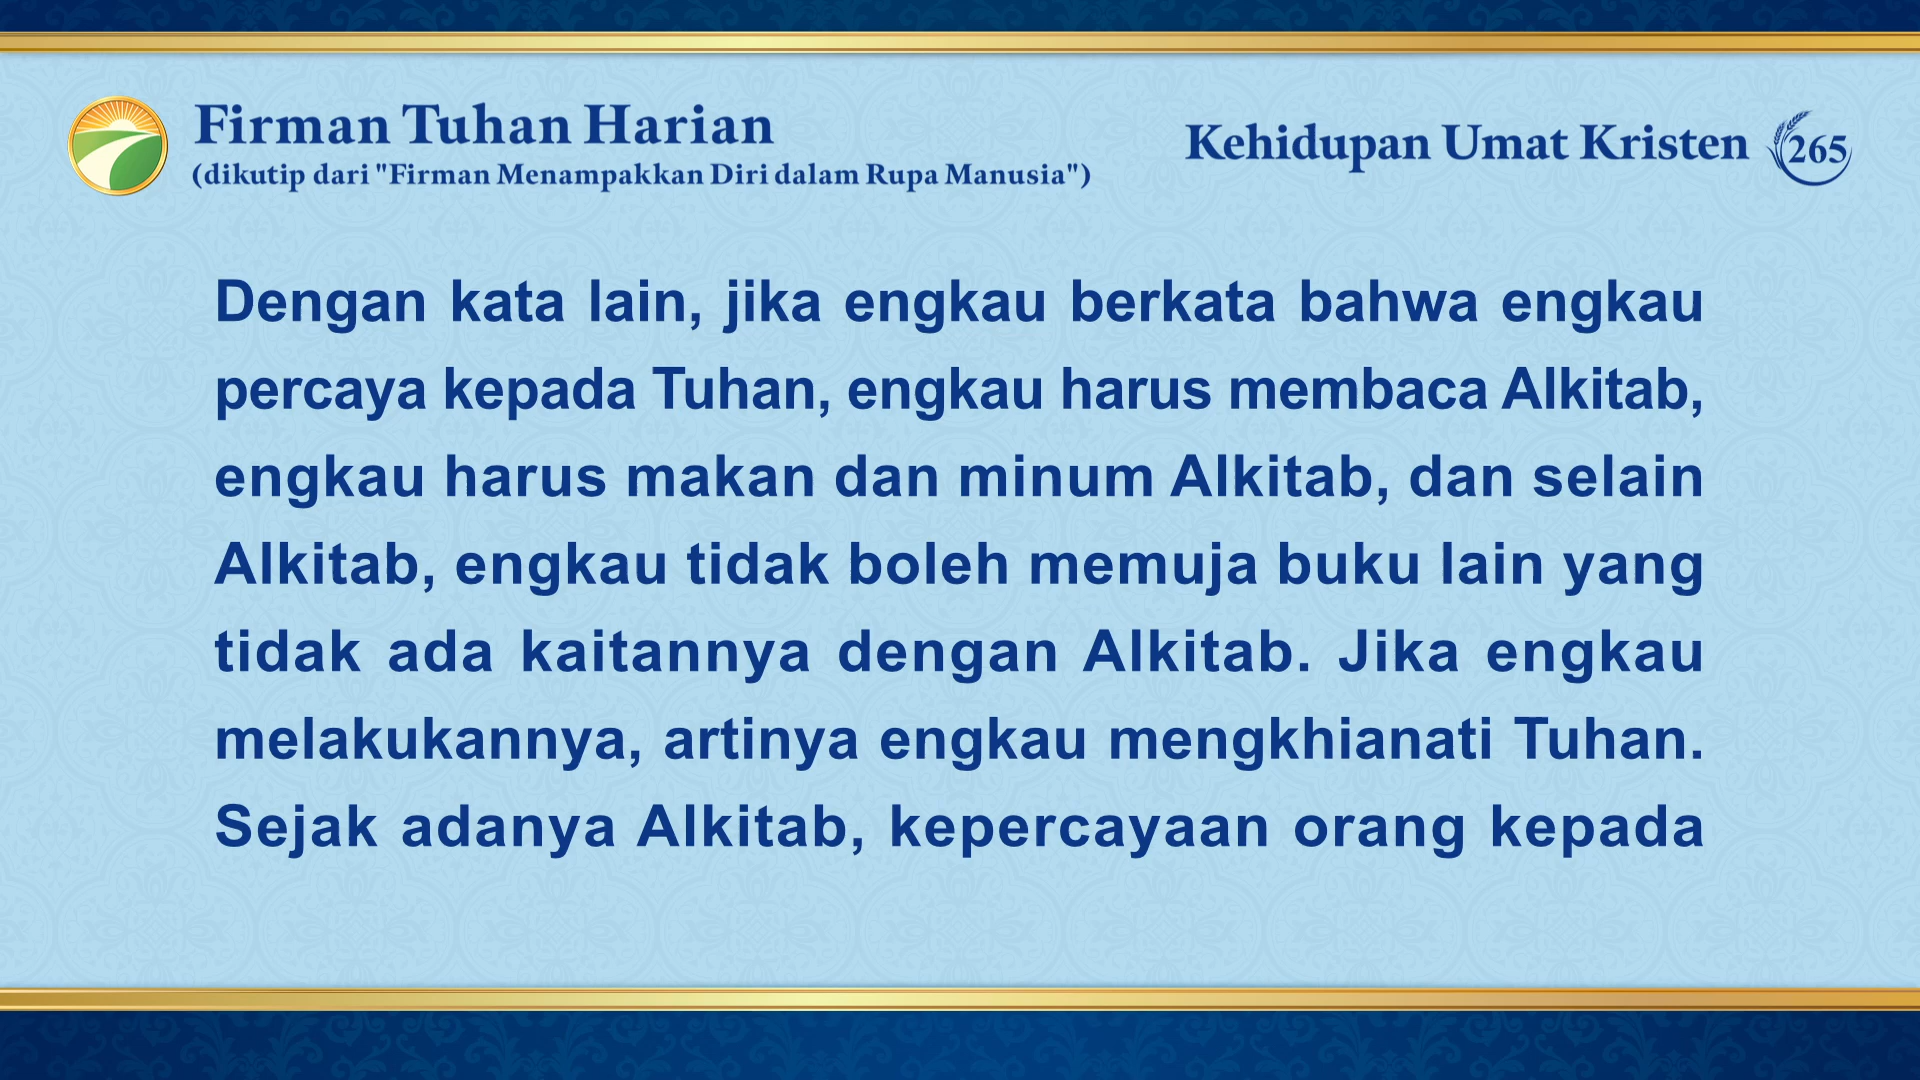 Firman Tuhan Harian
(dikutip dari "Firman Menampakkan Diri dalam Rupa Manusia")
Kehidupan Umat Kristen 265
Dengan kata lain, jika engkau berkata bahwa engkau
percaya kepada Tuhan, engkau harus membaca Alkitab,
engkau harus makan dan minum Alkitab, dan selain
Alkitab, engkau tidak boleh memuja buku lain yang
tidak ada kaitannya dengan Alkitab. Jika engkau
melakukannya, artinya engkau mengkhianati Tuhan.
Sejak adanya Alkitab, kepercayaan orang kepada